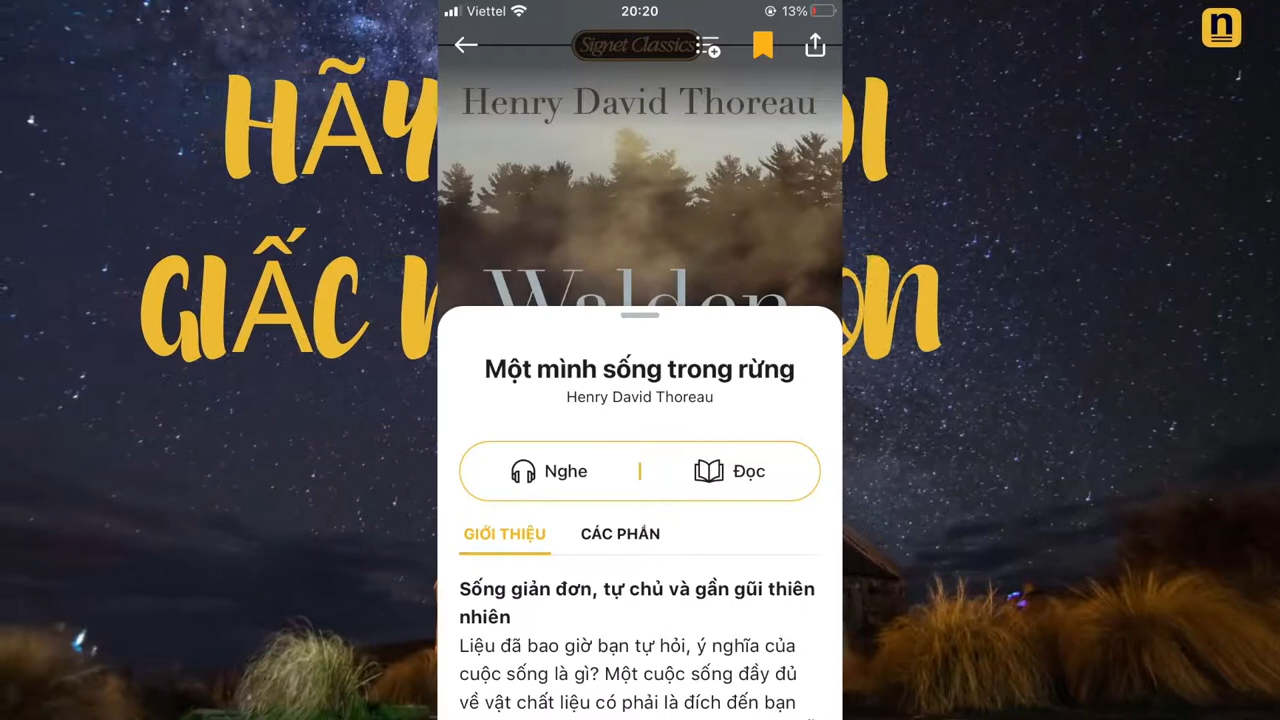 Viettel 20:20 13%
n
Signet Classics
Henry David Thoreau
Walden
HÃY
GIẤC
Một mình sống trong rừng
Henry David Thoreau
Nghe | Đọc
GIỚI THIỆU CÁC PHẦN
Sống giản đơn, tự chủ và gần gũi thiên
nhiên
Liệu đã bao giờ bạn tự hỏi, ý nghĩa của
cuộc sống là gì? Một cuộc sống đầy đủ
về vật chất liệu có phải là đích đến bạn